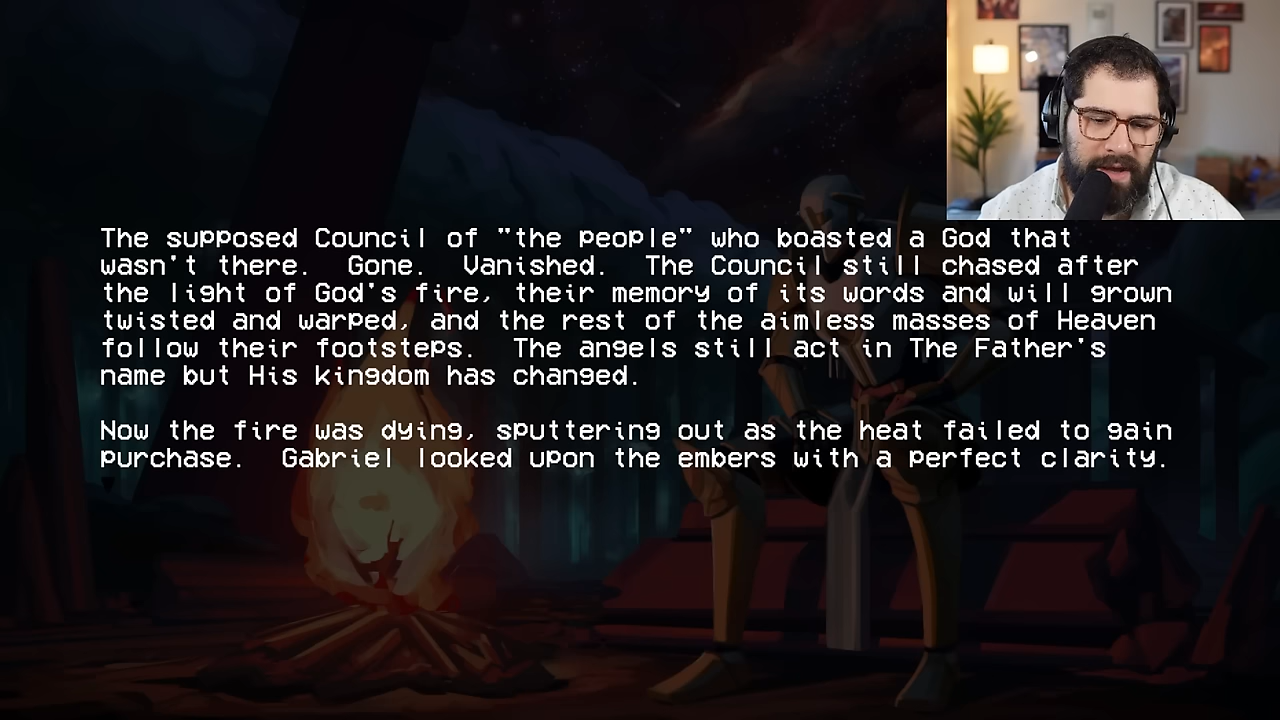 The supposed Council of "the people" who boasted a God that
wasn't there.  Gone.  Vanished.  The Council still chased after
the light of God's fire, their memory of its words and will grown
twisted and warped, and the rest of the aimless masses of Heaven
follow their footsteps.  The angels still act in The Father's
name but His kingdom has changed.
Now the fire was dying, sputtering out as the heat failed to gain
purchase.  Gabriel looked upon the embers with a perfect clarity.